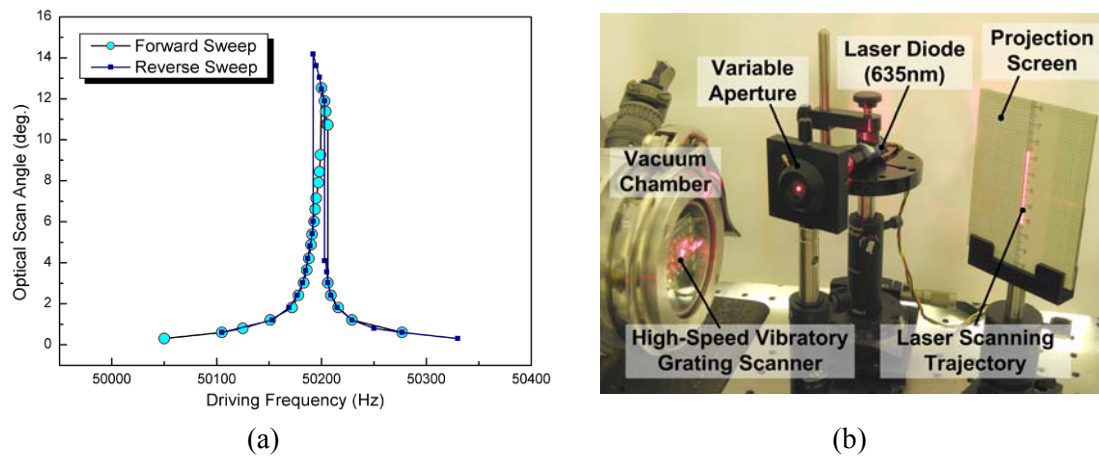 16
14
12
10
8
6
4
2
0
Optical Scan Angle (deg.)
Forward Sweep
Reverse Sweep
50000 50100 50200 50300 50400
Driving Frequency (Hz)
(a)
Laser Diode
(635nm)
Projection
Screen
Variable
Aperture
Vacuum
Chamber
High-Speed Vibratory
Grating Scanner
Laser Scanning
Trajectory
(b)